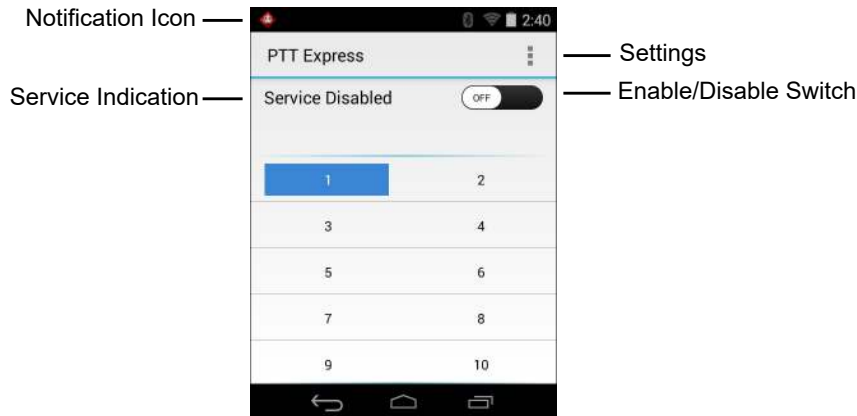 Notification Icon
2:40
PTT Express
Settings
Service Indication
Service Disabled
OFF
Enable/Disable Switch
1 2
3 4
5 6
7 8
9 10